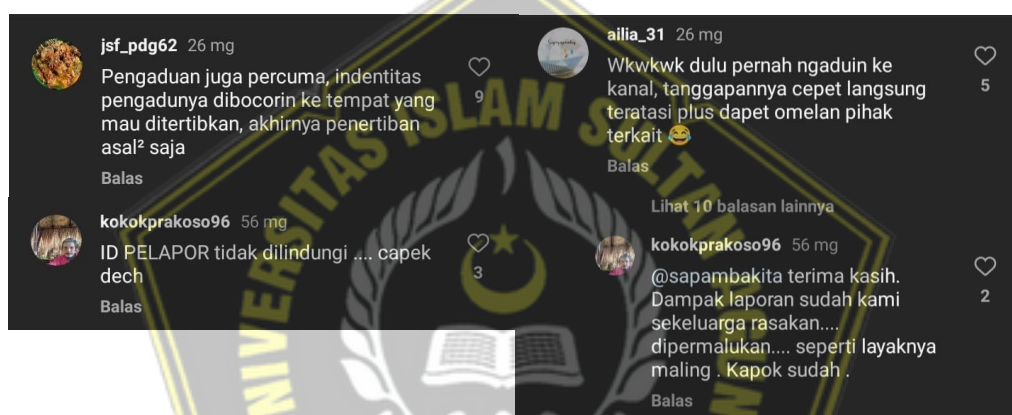 jsf_pdg62 26 mg
Pengaduan juga percuma, indentitas
pengadunya dibocorin ke tempat yang
mau ditertibkan, akhirnya penertiban
asal² saja
9
Balas
kokokprakoso96 56 mg
ID PELAPOR tidak dilindungi .... capek
dech
3
Balas
ailia_31 26 mg
Wkwkwk dulu pernah ngaduin ke
kanal, tanggapannya cepet langsung
teratasi plus dapet omelan pihak
terkait 😂
5
Balas
Lihat 10 balasan lainnya
kokokprakoso96 56 mg
@sapambakita terima kasih.
Dampak laporan sudah kami
sekeluarga rasakan....
dipermalukan.... seperti layaknya
maling . Kapok sudah .
2
Balas
UNIVERSITAS ISLAM SULTAN AGUN